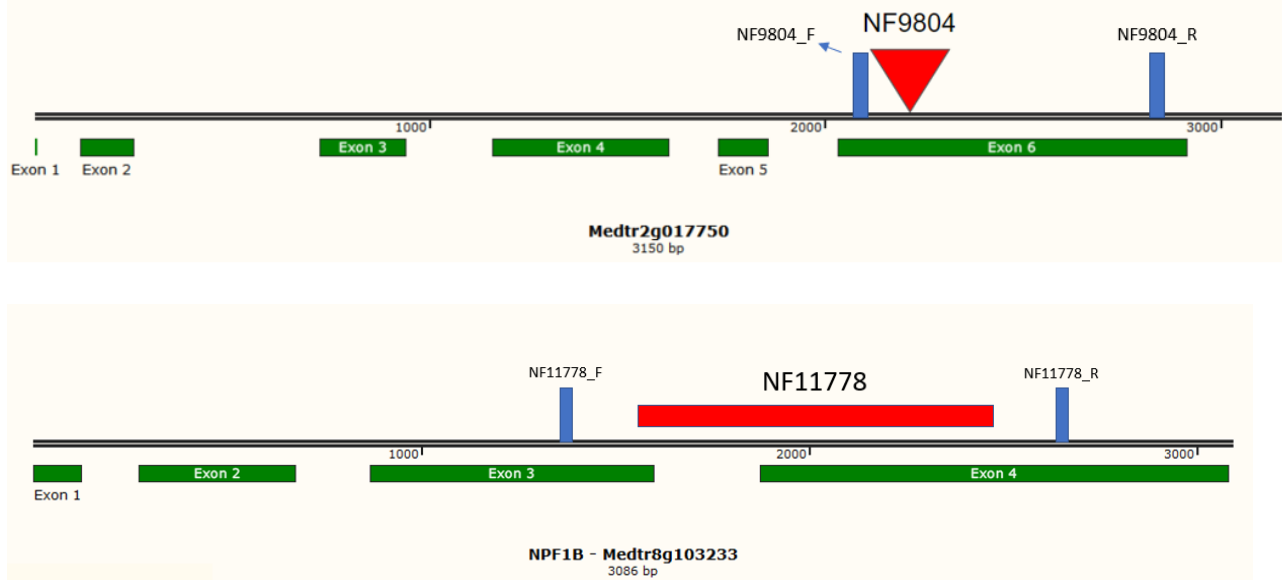 NF9804
NF9804_F
NF9804_R
1000
2000
3000
Exon 3
Exon 4
Exon 6
Exon 1
Exon 2
Exon 5
Medtr2g017750
3150 bp
NF11778_F
NF11778
NF11778_R
1000
2000
3000
Exon 2
Exon 3
Exon 4
Exon 1
NPF1B - Medtr8g103233
3086 bp